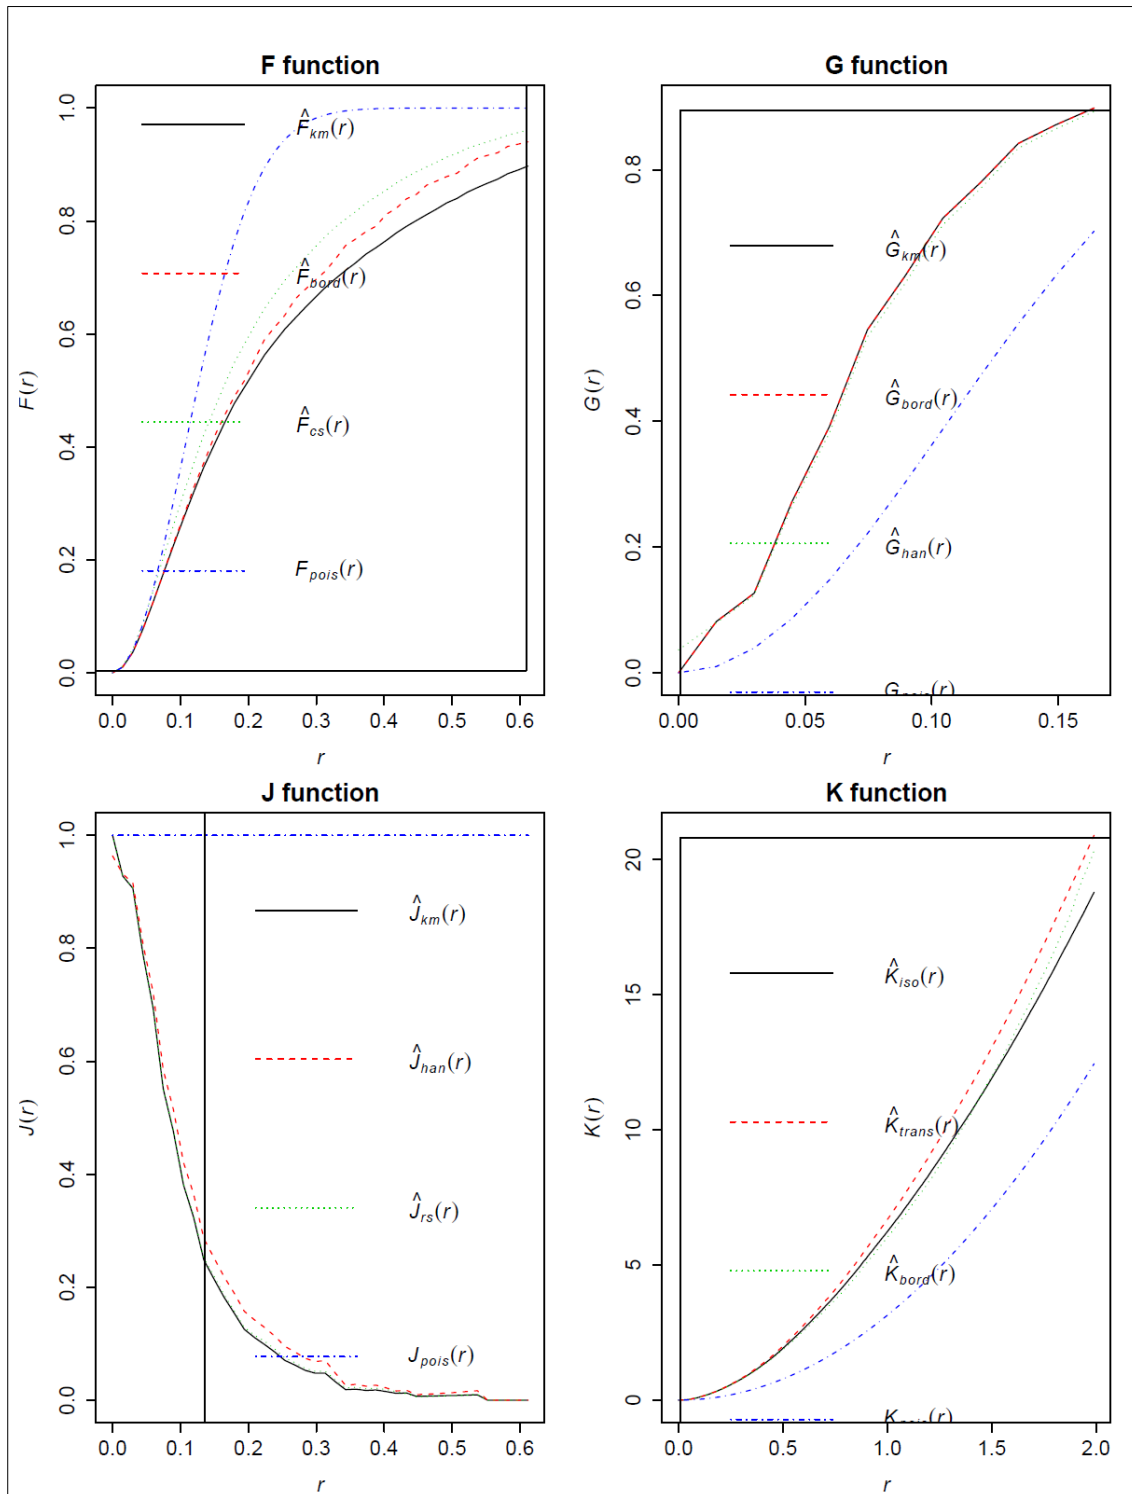 F function
1.0
0.8
0.6
0.4
0.2
0.0
F(r)
F̂km(r)
F̂bord(r)
F̂cs(r)
Fpois(r)
0.0 0.1 0.2 0.3 0.4 0.5 0.6
r
G function
0.8
0.6
0.4
0.2
0.0
G(r)
Ĝkm(r)
Ĝbord(r)
Ĝhan(r)
Gpois(r)
0.00 0.05 0.10 0.15
r
J function
1.0
0.8
0.6
0.4
0.2
0.0
J(r)
Ĵkm(r)
Ĵhan(r)
Ĵrs(r)
Jpois(r)
0.0 0.1 0.2 0.3 0.4 0.5 0.6
r
K function
20
15
10
5
0
K(r)
K̂iso(r)
K̂trans(r)
K̂bord(r)
Kpois(r)
0.0 0.5 1.0 1.5 2.0
r